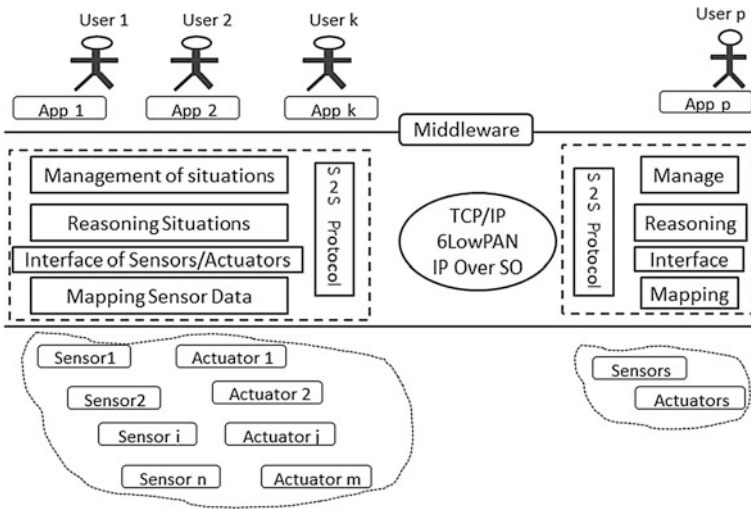 User 1
User 2
User k
User p
App 1
App 2
App k
App p
Middleware
Management of situations
Reasoning Situations
Interface of Sensors/Actuators
Mapping Sensor Data
S2S Protocol
TCP/IP
6LowPAN
IP Over SO
S2S Protocol
Manage
Reasoning
Interface
Mapping
Sensor1
Actuator 1
Sensor2
Actuator 2
Sensor i
Actuator j
Sensor n
Actuator m
Sensors
Actuators